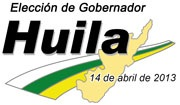 Elección de Gobernador
Huila
14 de abril de 2013